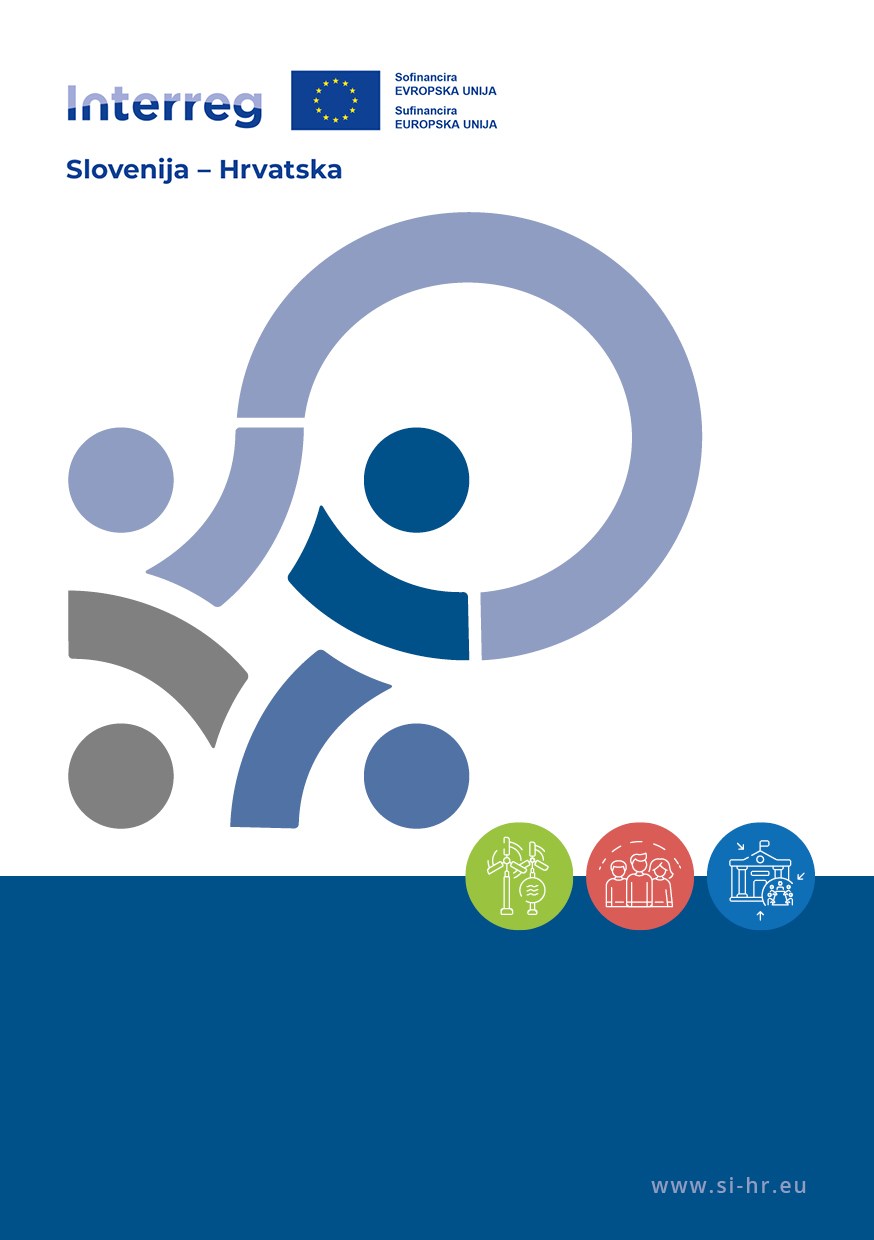 Interreg
Sofinancira
EVROPSKA UNIJA
Sufinancira
EUROPSKA UNIJA
Slovenija – Hrvatska
www.si-hr.eu